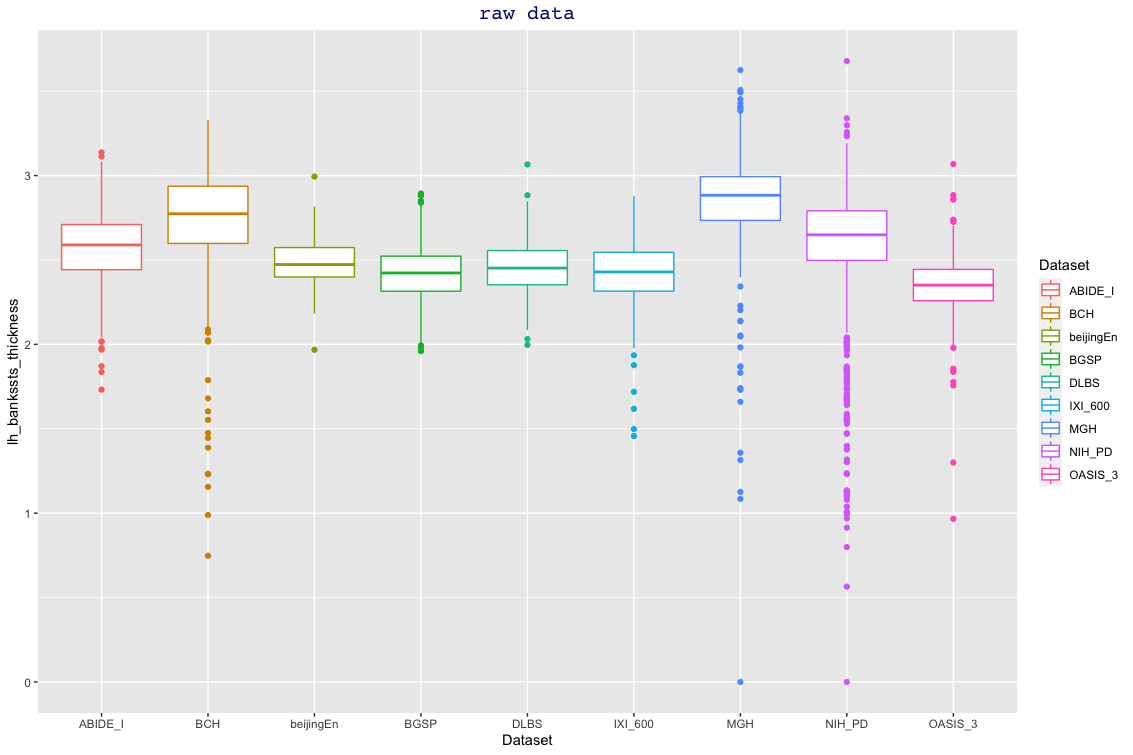 raw data
lh_bankssts_thickness
3
2
1
0
ABIDE_I BCH beijingEn BGSP DLBS IXI_600 MGH NIH_PD OASIS_3
Dataset
Dataset
ABIDE_I
BCH
beijingEn
BGSP
DLBS
IXI_600
MGH
NIH_PD
OASIS_3